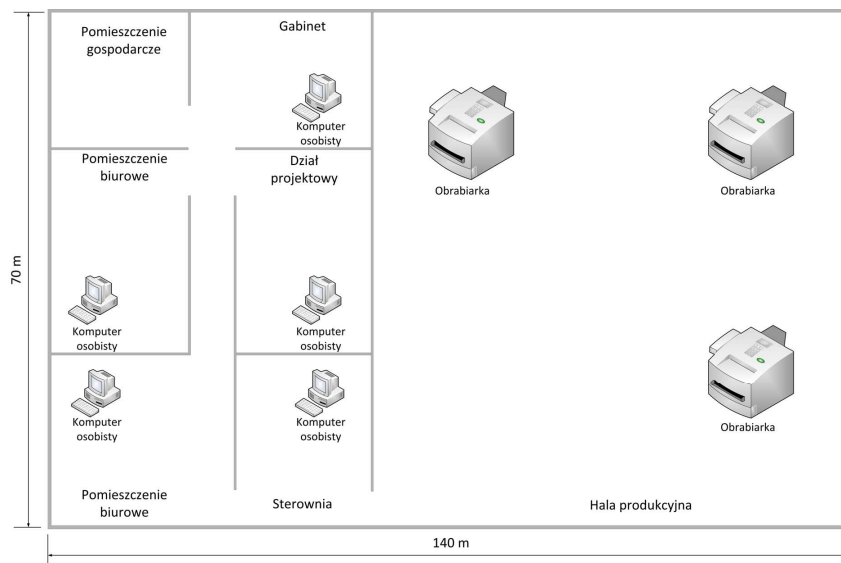 Pomieszczenie
gospodarcze
Gabinet
Komputer
osobisty
Obrabiarka
Obrabiarka
Pomieszczenie
biurowe
Dział
projektowy
70 m
Komputer
osobisty
Komputer
osobisty
Komputer
osobisty
Komputer
osobisty
Obrabiarka
Pomieszczenie
biurowe
Sterownia
Hala produkcyjna
140 m